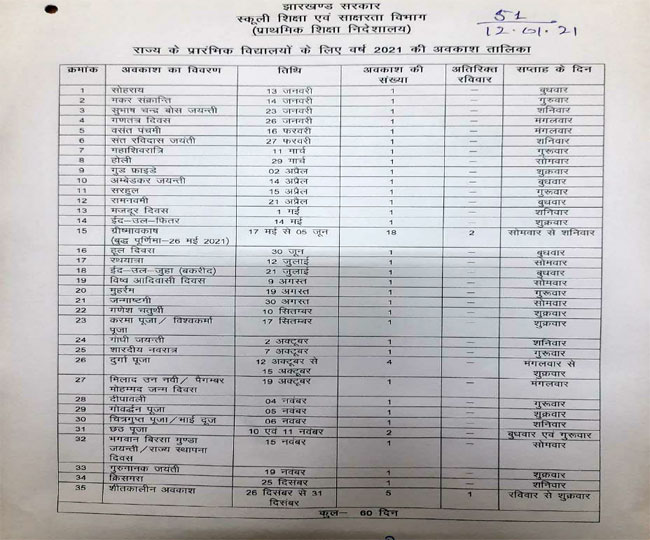 झारखण्ड सरकार
स्कूली शिक्षा एवं साक्षरता विभाग
(प्राथमिक शिक्षा निदेशालय)
51
12.01.21
राज्य के प्रारंभिक विद्यालयों के लिए वर्ष 2021 की अवकाश तालिका
क्रमांक अवकाश का विवरण तिथि अवकाश की संख्या अतिरिक्त रविवार सप्ताह के दिन
1 सोहराय 13 जनवरी 1 – बुधवार
2 मकर संक्रान्ति 14 जनवरी 1 – गुरुवार
3 सुभाष चन्द्र बोस जयन्ती 23 जनवरी 1 – शनिवार
4 गणतंत्र दिवस 26 जनवरी 1 – मंगलवार
5 वसंत पंचमी 16 फरवरी 1 – मंगलवार
6 संत रविदास जयंती 27 फरवरी 1 – शनिवार
7 महाशिवरात्रि 11 मार्च 1 – गुरूवार
8 होली 29 मार्च 1 – सोमवार
9 गुड फ्राइडे 02 अप्रैल 1 – शुक्रवार
10 अम्बेडकर जयन्ती 14 अप्रैल 1 – बुधवार
11 सरहुल 15 अप्रैल 1 – गुरूवार
12 रामनवमी 21 अप्रैल 1 – बुधवार
13 मजदूर दिवस 1 मई 1 – शनिवार
14 ईद-उल-फितर 14 मई 1 – शुक्रवार
15 ग्रीष्मावकाष 17 मई से 05 जून 18 2 सोमवार से शनिवार
(बुद्ध पूर्णिमा-26 मई 2021)
16 हूल दिवस 30 जून 1 – बुधवार
17 रथयात्रा 12 जुलाई 1 – सोमवार
18 ईद-उल-जुहा (बकरीद) 21 जुलाई 1 – बुधवार
19 विश्व आदिवासी दिवस 9 अगस्त 1 – सोमवार
20 मुहर्रम 19 अगस्त 1 – गुरूवार
21 जन्माष्टमी 30 अगस्त 1 – सोमवार
22 गणेश चतुर्थी 10 सितम्बर 1 – शुक्रवार
23 करमा पूजा/ विश्वकर्मा 17 सितम्बर 1 – शुक्रवार
पूजा
24 गांधी जयन्ती 2 अक्टूबर 1 – शनिवार
25 शारदीय नवरात्र 7 अक्टूबर 1 – गुरूवार
26 दुर्गा पूजा 12 अक्टूबर से 4 – मंगलवार से
15 अक्टूबर शुक्रवार
27 मिलाद उन नवी/ पैगम्बर 19 अक्टूबर 1 – मंगलवार
मोहम्मद जन्म दिवस
28 दीपावली 04 नवंबर 1 – गुरूवार
29 गोवर्द्धन पूजा 05 नवंबर 1 – शुक्रवार
30 चित्रगुप्त पूजा/भाई दूज 06 नवंबर 1 – शनिवार
31 छठ पूजा 10 एवं 11 नवंबर 2 – बुधवार एवं गुरूवार
32 भगवान बिरसा मुण्डा 15 नवंबर 1 – सोमवार
जयंती/राज्य स्थापना
दिवस
33 गुरुनानक जयंती 19 नवंबर 1 – शुक्रवार
34 क्रिसमस 25 दिसंबर 1 – शनिवार
35 शीतकालीन अवकाश 26 दिसंबर से 31 5 1 रविवार से शुक्रवार
दिसंबर
कुल- 60 दिन